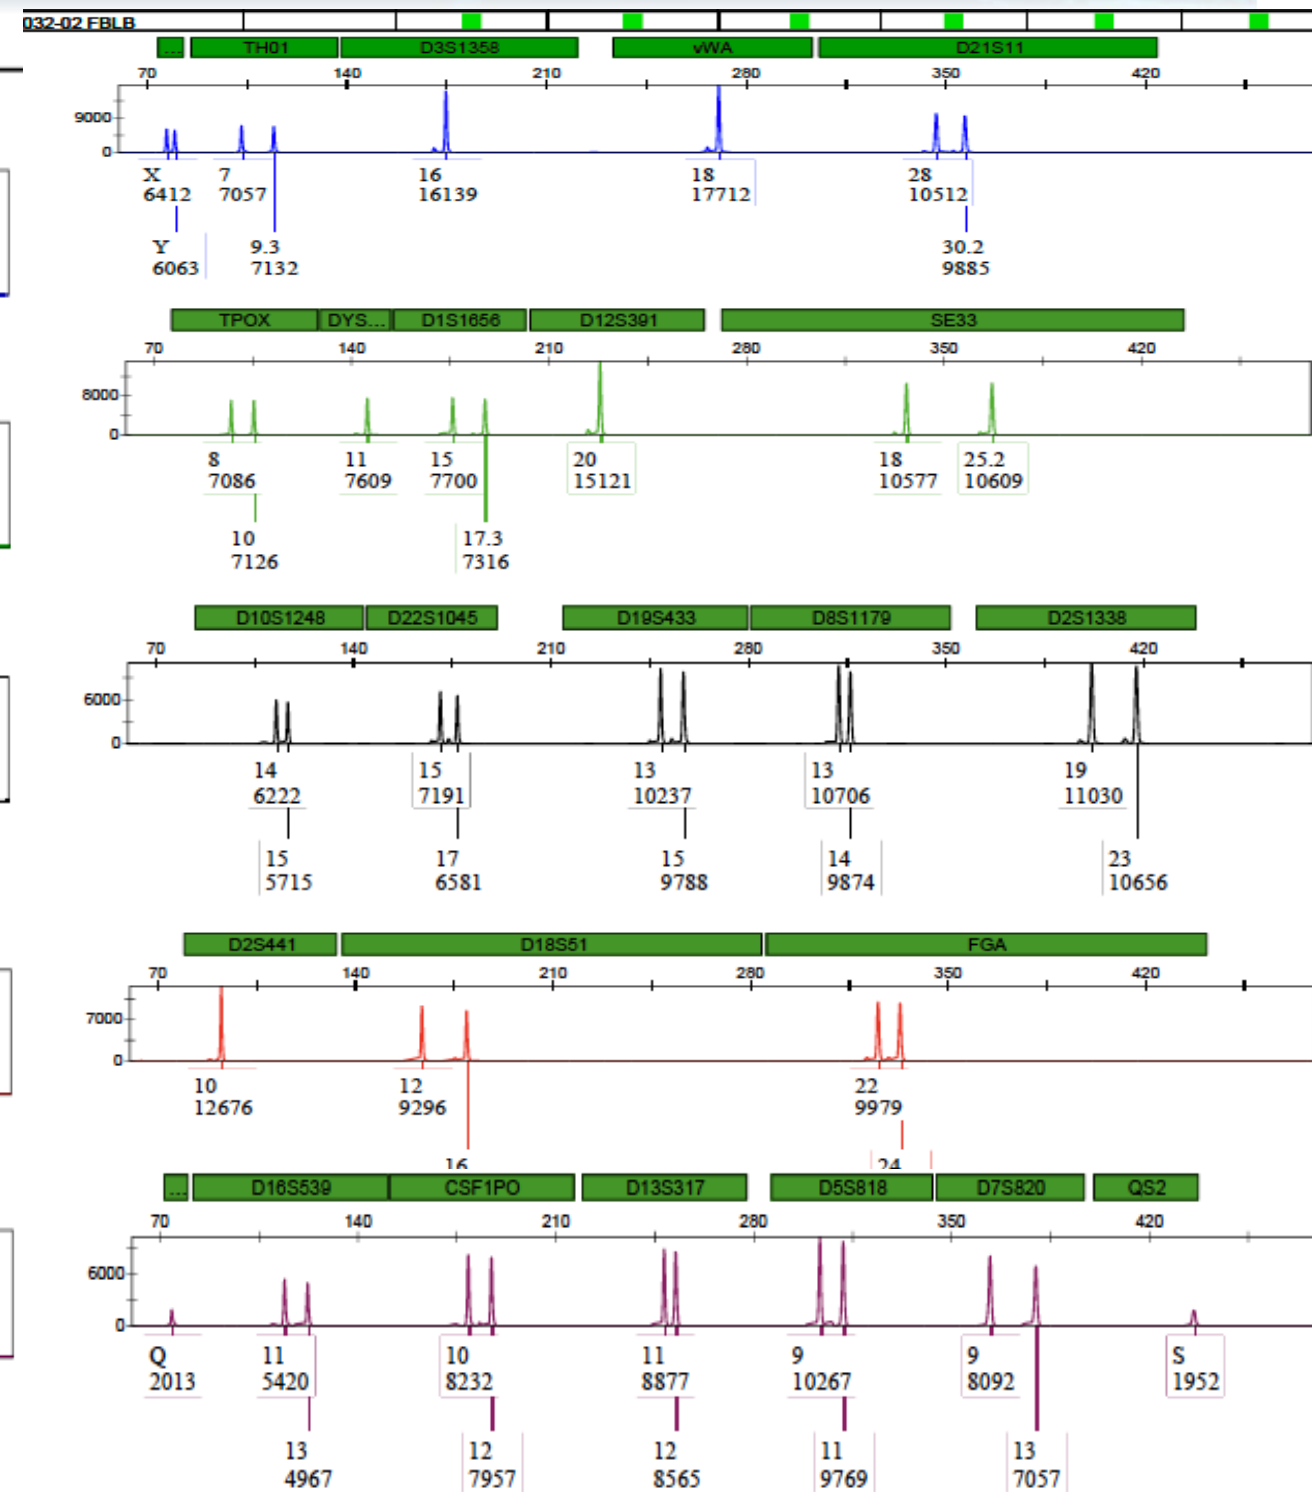 032-02 FBLB
... TH01 D3S1358 vWA D21S11
70 140 210 280 350 420
9000
0
X 7 16 18 28
6412 7057 16139 17712 10512
Y 9.3 30.2
6063 7132 9885
TPOX DYS... D1S1656 D12S391 SE33
70 140 210 280 350 420
8000
0
8 11 15 20 18 25.2
7086 7609 7700 15121 10577 10609
10 17.3
7126 7316
D10S1248 D22S1045 D19S433 D8S1179 D2S1338
70 140 210 280 350 420
6000
0
14 15 13 13 19
6222 7191 10237 10706 11030
15 17 15 14 23
5715 6581 9788 9874 10656
D2S441 D18S51 FGA
70 140 210 280 350 420
7000
0
10 12 22
12676 9296 9979
16 24
... D16S539 CSF1PO D13S317 D5S818 D7S820 QS2
70 140 210 280 350 420
6000
0
Q 11 10 11 9 9 S
2013 5420 8232 8877 10267 8092 1952
13 12 12 11 13
4967 7957 8565 9769 7057